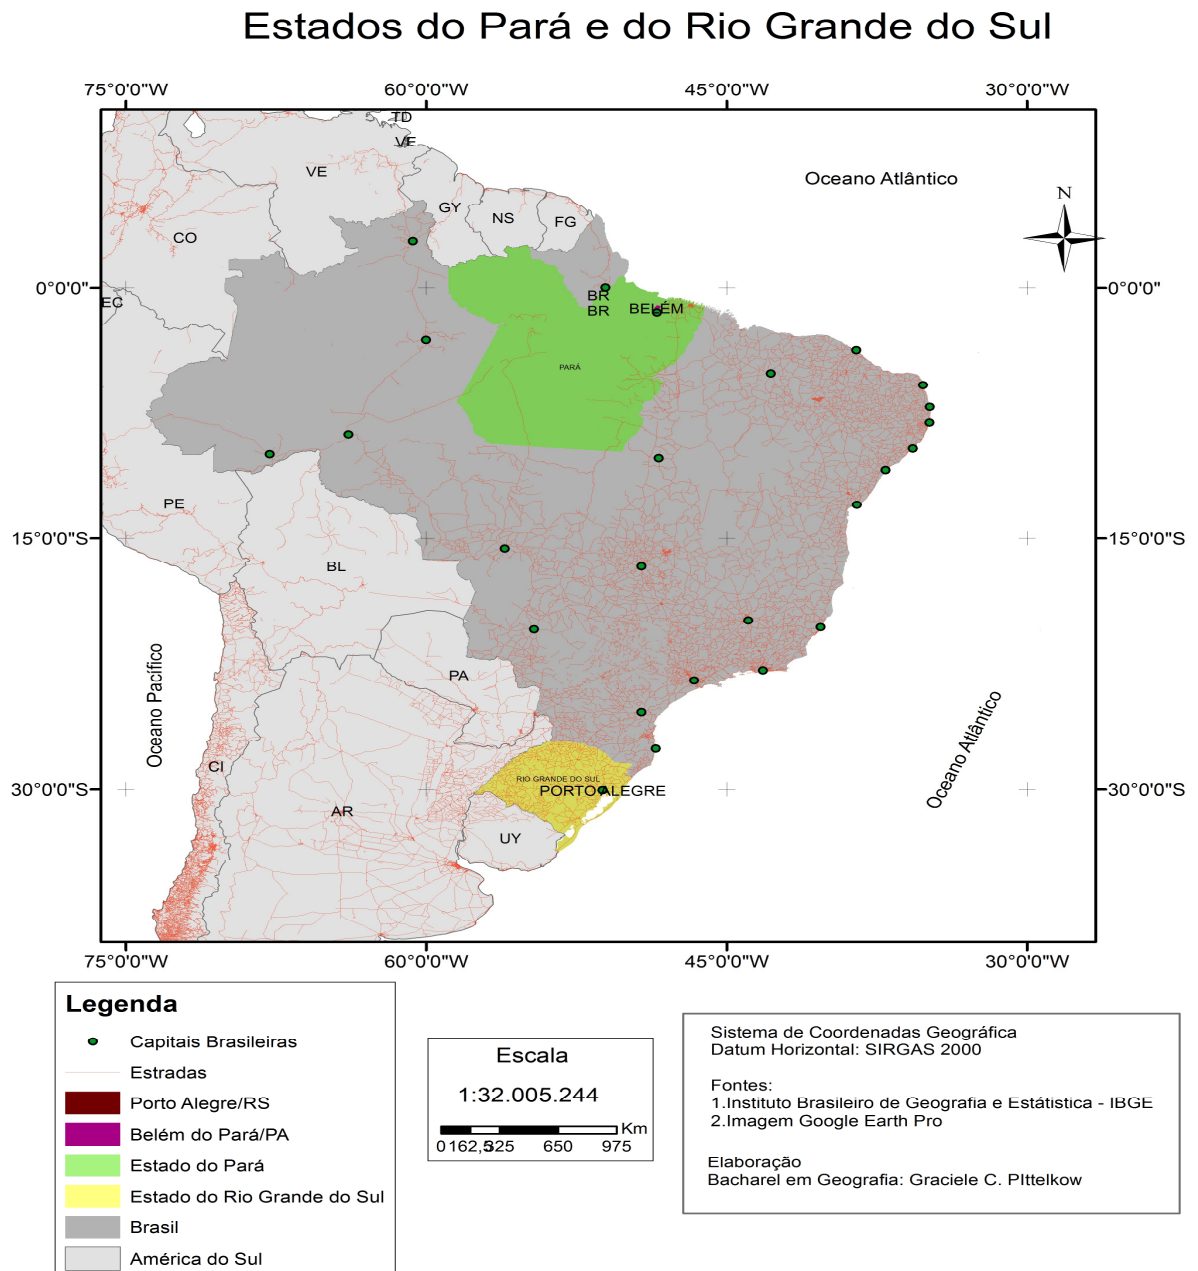 Estados do Pará e do Rio Grande do Sul
75°0'0"W 60°0'0"W 45°0'0"W 30°0'0"W
TD
VE
VE
Oceano Atlântico
N
GY
NS
FG
CO
0°0'0" 0°0'0"
EC
BR
BR
BELÉM
PARÁ
PE
15°0'0"S 15°0'0"S
BL
Oceano Pacífico
PA
Oceano Atlântico
CI
RIO GRANDE DO SUL
30°0'0"S PORTO ALEGRE 30°0'0"S
AR
UY
75°0'0"W 60°0'0"W 45°0'0"W 30°0'0"W
Legenda
Capitais Brasileiras
Estradas
Porto Alegre/RS
Belém do Pará/PA
Estado do Pará
Estado do Rio Grande do Sul
Brasil
América do Sul
Escala
1:32.005.244
Km
0 162,5 325 650 975
Sistema de Coordenadas Geográfica
Datum Horizontal: SIRGAS 2000
Fontes:
1.Instituto Brasileiro de Geografia e Estátistica - IBGE
2.Imagem Google Earth Pro
Elaboração
Bacharel em Geografia: Graciele C. PIttelkow